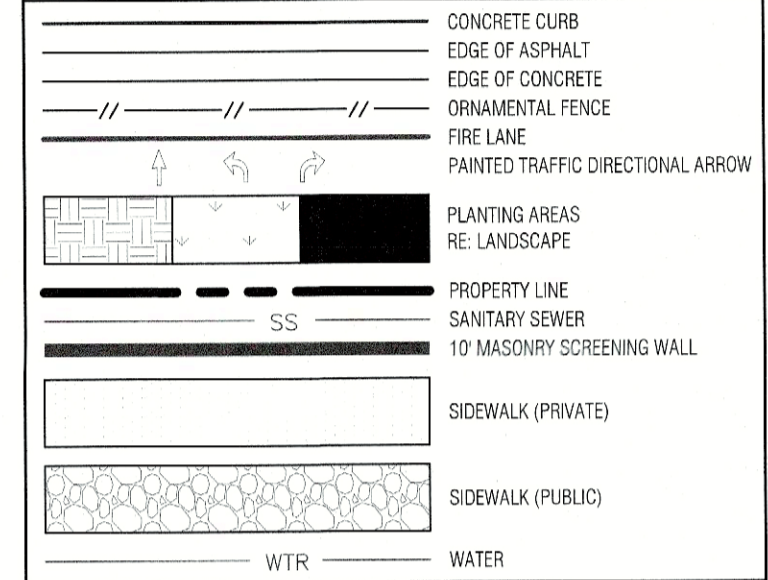 CONCRETE CURB
EDGE OF ASPHALT
EDGE OF CONCRETE
ORNAMENTAL FENCE
FIRE LANE
PAINTED TRAFFIC DIRECTIONAL ARROW
PLANTING AREAS
RE: LANDSCAPE
PROPERTY LINE
SS SANITARY SEWER
10' MASONRY SCREENING WALL
SIDEWALK (PRIVATE)
SIDEWALK (PUBLIC)
WTR WATER